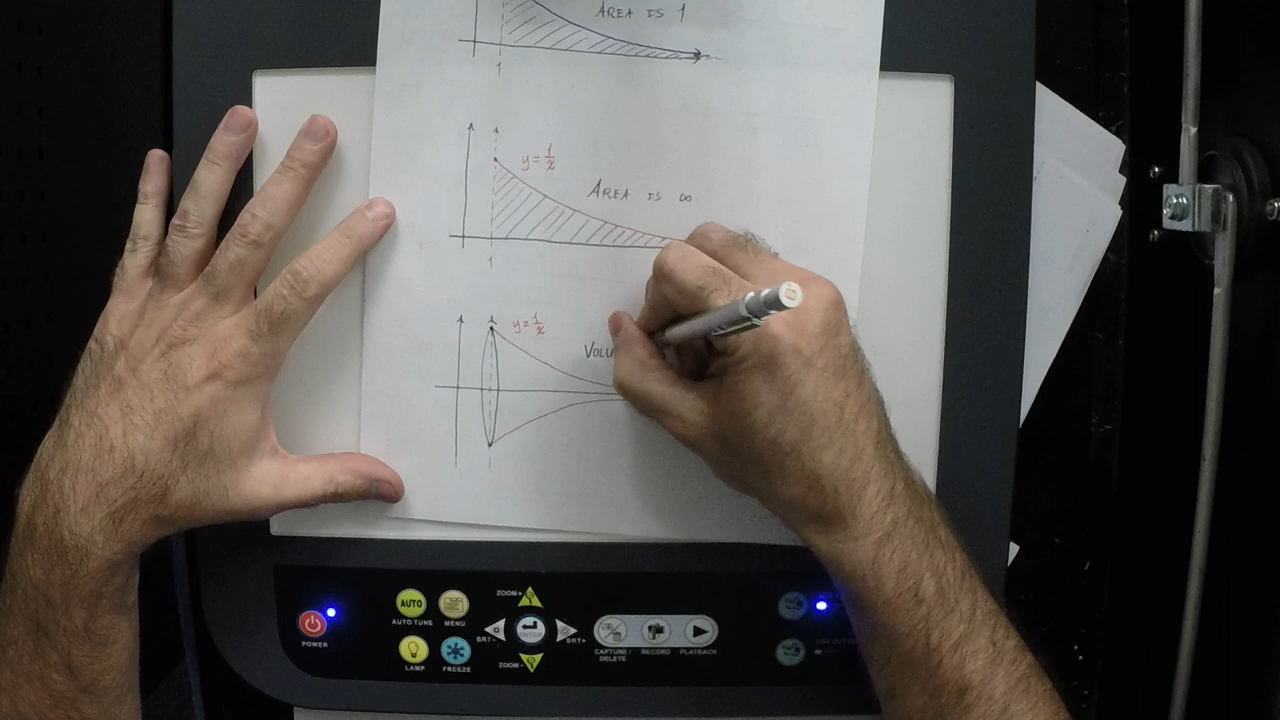 AREA IS 1
1
y = 1/x
AREA IS ∞
1
y = 1/x
VOLU
ZOOM+
AUTO
AUTO TUNE
MENU
POWER
BRT-
ENTER
BRT+
LAMP
FREEZE
ZOOM-
CAPTURE/
DELETE
RECORD
PLAYBACK